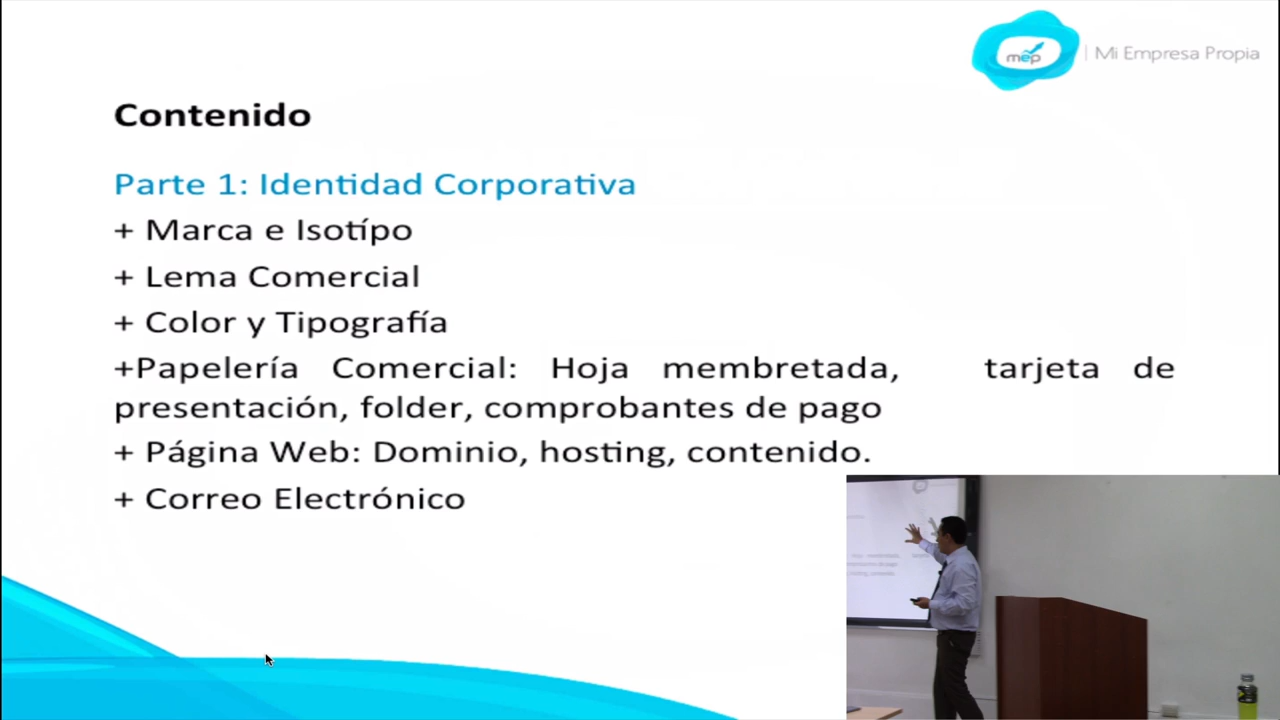 mep | Mi Empresa Propia
Contenido
Parte 1: Identidad Corporativa
+ Marca e Isotípo
+ Lema Comercial
+ Color y Tipografía
+Papelería Comercial: Hoja membretada, tarjeta de
presentación, folder, comprobantes de pago
+ Página Web: Dominio, hosting, contenido.
+ Correo Electrónico